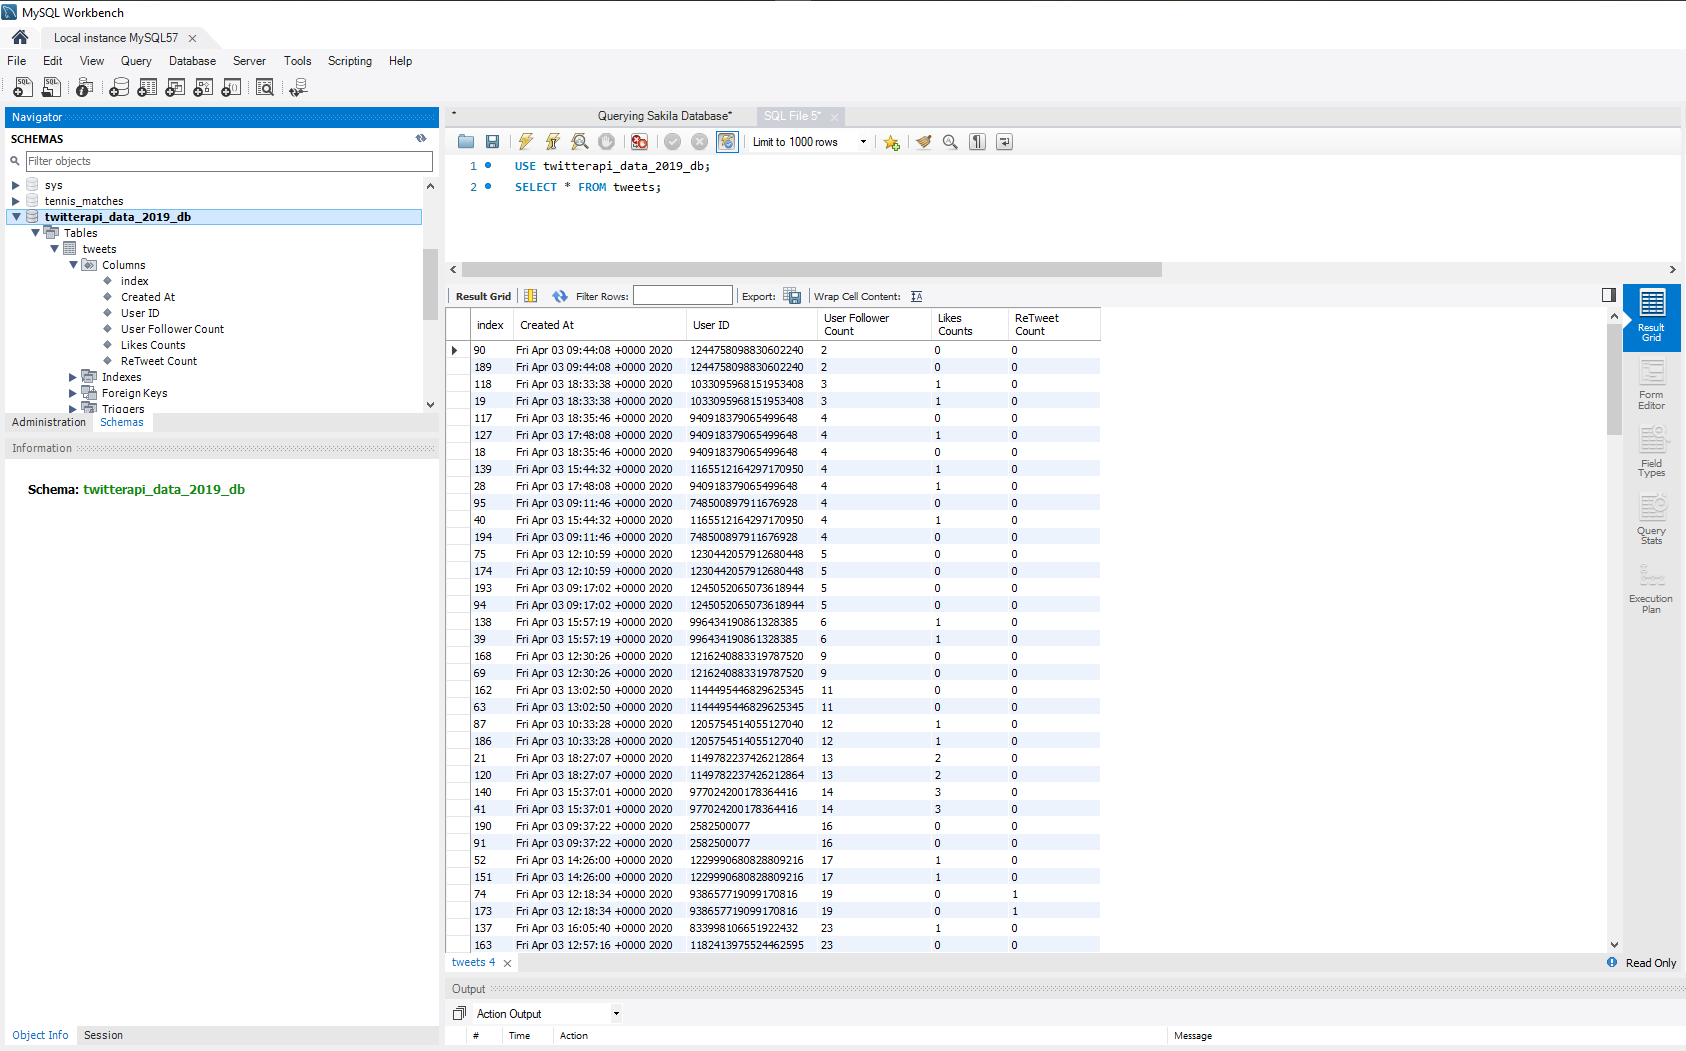 MySQL Workbench
Local instance MySQL57
File Edit View Query Database Server Tools Scripting Help
Navigator
SCHEMAS
Filter objects
sys
tennis_matches
twitterapi_data_2019_db
Tables
tweets
Columns
index
Created At
User ID
User Follower Count
Likes Counts
ReTweet Count
Indexes
Foreign Keys
Triggers
Administration Schemas
Information
Schema: twitterapi_data_2019_db
Object Info Session
* Querying Sakila Database* SQL File 5*
Limit to 1000 rows
1 USE twitterapi_data_2019_db;
2 SELECT * FROM tweets;
Result Grid Filter Rows: Export: Wrap Cell Content:
index Created At User ID User Follower Count Likes Counts ReTweet Count
90 Fri Apr 03 09:44:08 +0000 2020 1244758098830602240 2 0 0
189 Fri Apr 03 09:44:08 +0000 2020 1244758098830602240 2 0 0
118 Fri Apr 03 18:33:38 +0000 2020 1033095968151953408 3 1 0
19 Fri Apr 03 18:33:38 +0000 2020 1033095968151953408 3 1 0
117 Fri Apr 03 18:35:46 +0000 2020 940918379065499648 4 0 0
127 Fri Apr 03 17:48:08 +0000 2020 940918379065499648 4 1 0
18 Fri Apr 03 18:35:46 +0000 2020 940918379065499648 4 0 0
139 Fri Apr 03 15:44:32 +0000 2020 1165512164297170950 4 1 0
28 Fri Apr 03 17:48:08 +0000 2020 940918379065499648 4 1 0
95 Fri Apr 03 09:11:46 +0000 2020 748500897911676928 4 0 0
40 Fri Apr 03 15:44:32 +0000 2020 1165512164297170950 4 1 0
194 Fri Apr 03 09:11:46 +0000 2020 748500897911676928 4 0 0
75 Fri Apr 03 12:10:59 +0000 2020 1230442057912680448 5 0 0
174 Fri Apr 03 12:10:59 +0000 2020 1230442057912680448 5 0 0
193 Fri Apr 03 09:17:02 +0000 2020 1245052065073618944 5 0 0
94 Fri Apr 03 09:17:02 +0000 2020 1245052065073618944 5 0 0
138 Fri Apr 03 15:57:19 +0000 2020 996434190861328385 6 1 0
39 Fri Apr 03 15:57:19 +0000 2020 996434190861328385 6 1 0
168 Fri Apr 03 12:30:26 +0000 2020 1216240883319787520 9 0 0
69 Fri Apr 03 12:30:26 +0000 2020 1216240883319787520 9 0 0
162 Fri Apr 03 13:02:50 +0000 2020 1144495446829625345 11 0 0
63 Fri Apr 03 13:02:50 +0000 2020 1144495446829625345 11 0 0
87 Fri Apr 03 10:33:28 +0000 2020 1205754514055127040 12 1 0
186 Fri Apr 03 10:33:28 +0000 2020 1205754514055127040 12 1 0
21 Fri Apr 03 18:27:07 +0000 2020 1149782237426212864 13 2 0
120 Fri Apr 03 18:27:07 +0000 2020 1149782237426212864 13 2 0
140 Fri Apr 03 15:37:01 +0000 2020 977024200178364416 14 3 0
41 Fri Apr 03 15:37:01 +0000 2020 977024200178364416 14 3 0
190 Fri Apr 03 09:37:22 +0000 2020 2582500077 16 0 0
91 Fri Apr 03 09:37:22 +0000 2020 2582500077 16 0 0
52 Fri Apr 03 14:26:00 +0000 2020 1229990680828809216 17 1 0
151 Fri Apr 03 14:26:00 +0000 2020 1229990680828809216 17 1 0
74 Fri Apr 03 12:18:34 +0000 2020 938657719099170816 19 0 1
173 Fri Apr 03 12:18:34 +0000 2020 938657719099170816 19 0 1
137 Fri Apr 03 16:05:40 +0000 2020 833998106651922432 23 1 0
163 Fri Apr 03 12:57:16 +0000 2020 1182413975524462595 23 0 0
Result Grid
Form Editor
Field Types
Query Stats
Execution Plan
tweets 4
Read Only
Output
Action Output
# Time Action Message